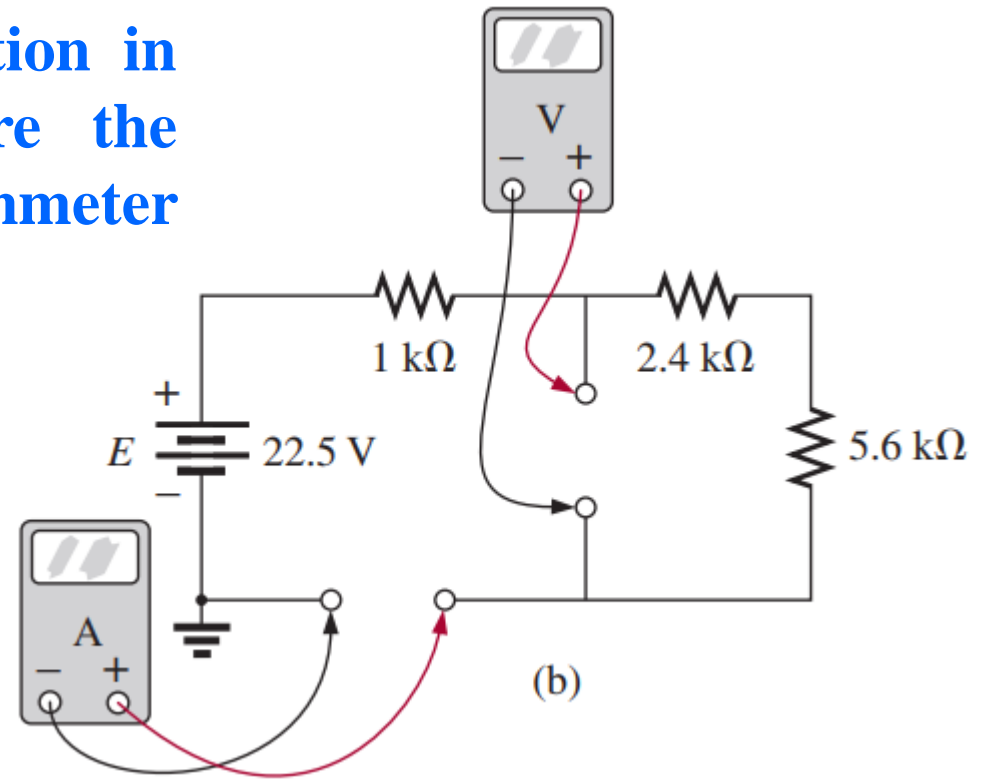 tion in
re the
nmeter
V
− +
1 kΩ
2.4 kΩ
+
E
22.5 V
−
5.6 kΩ
A
− +
(b)